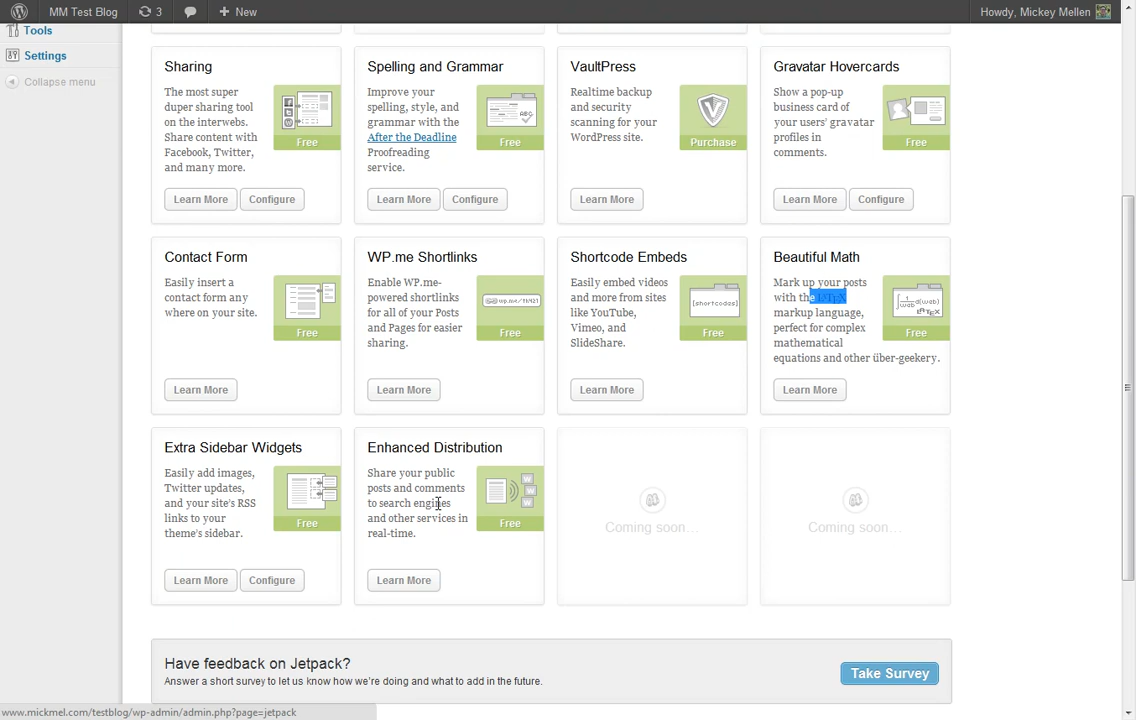 MM Test Blog
3
New
Howdy, Mickey Mellen
Tools
Settings
Collapse menu
Sharing
The most super
duper sharing tool
on the interwebs.
Share content with
Facebook, Twitter,
and many more.
Free
Learn More
Configure
Spelling and Grammar
Improve your
spelling, style, and
grammar with the
After the Deadline
Proofreading
service.
ABC
Free
Learn More
Configure
VaultPress
Realtime backup
and security
scanning for your
WordPress site.
Purchase
Learn More
Gravatar Hovercards
Show a pop-up
business card of
your users' gravatar
profiles in
comments.
Free
Learn More
Configure
Contact Form
Easily insert a
contact form any
where on your site.
Free
Learn More
WP.me Shortlinks
Enable WP.me-
powered shortlinks
for all of your Posts
and Pages for easier
sharing.
Free
Learn More
Shortcode Embeds
Easily embed videos
and more from sites
like YouTube,
Vimeo, and
SlideShare.
[shortcodes]
Free
Learn More
Beautiful Math
Mark up your posts
with the LATEX
markup language,
perfect for complex
mathematical
equations and other über-geekery.
LATEX
Free
Learn More
Extra Sidebar Widgets
Easily add images,
Twitter updates,
and your site's RSS
links to your
theme's sidebar.
Free
Learn More
Configure
Enhanced Distribution
Share your public
posts and comments
to search engines
and other services in
real-time.
Free
Learn More
Coming soon...
Coming soon...
Have feedback on Jetpack?
Answer a short survey to let us know how we're doing and what to add in the future.
Take Survey
www.mickmel.com/testblog/wp-admin/admin.php?page=jetpack